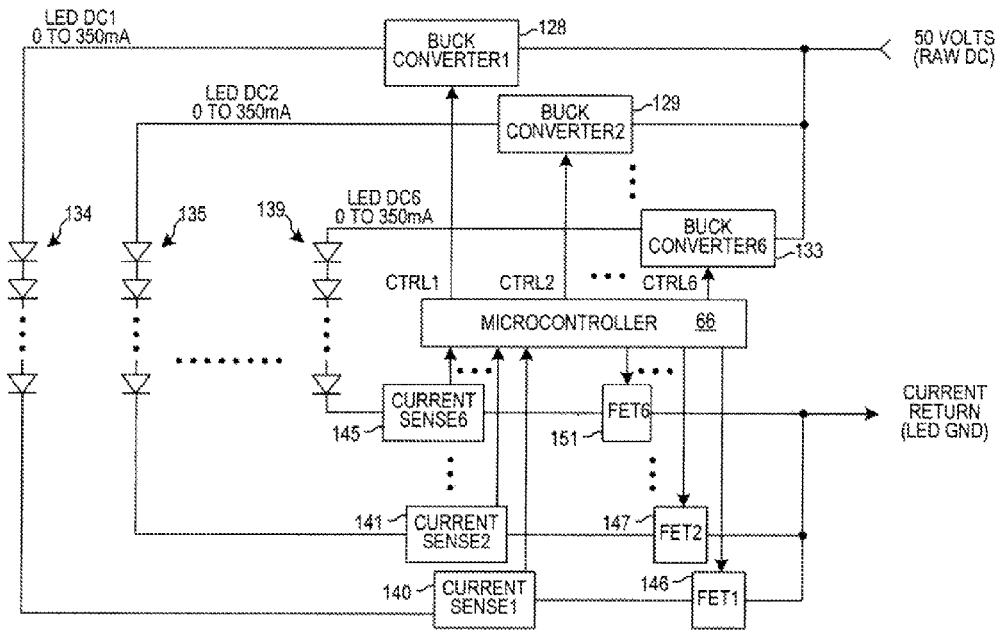 LED DC1
0 TO 350mA
BUCK
CONVERTER1
128
50 VOLTS
(RAW DC)
LED DC2
0 TO 350mA
BUCK
CONVERTER2
129
LED DC6
0 TO 350mA
BUCK
CONVERTER6
133
134
135
139
CTRL1
CTRL2
CTRL6
MICROCONTROLLER 66
CURRENT
SENSE6
145
FET6
151
CURRENT
RETURN
(LED GND)
141
CURRENT
SENSE2
147
FET2
140
CURRENT
SENSE1
146
FET1